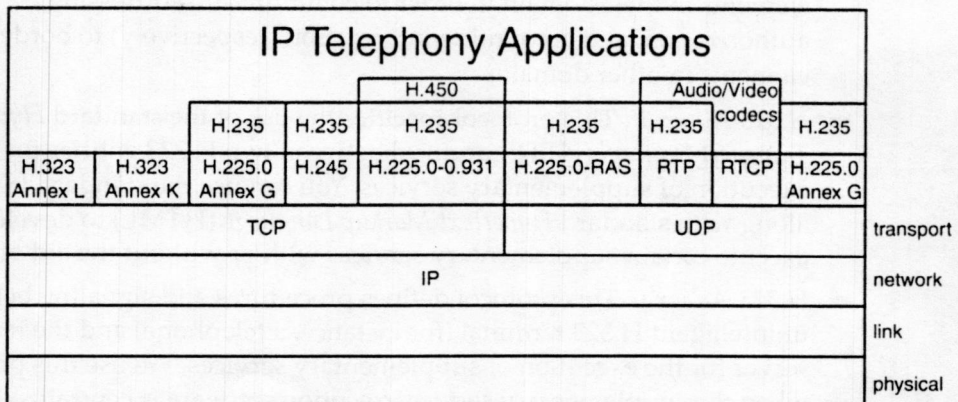 IP Telephony Applications
H.450
Audio/Video
codecs
H.235 H.235 H.235 H.235 H.235 H.235
H.323 H.323 H.225.0 H.245 H.225.0-0.931 H.225.0-RAS RTP RTCP H.225.0
Annex L Annex K Annex G Annex G
TCP UDP transport
IP network
link
physical